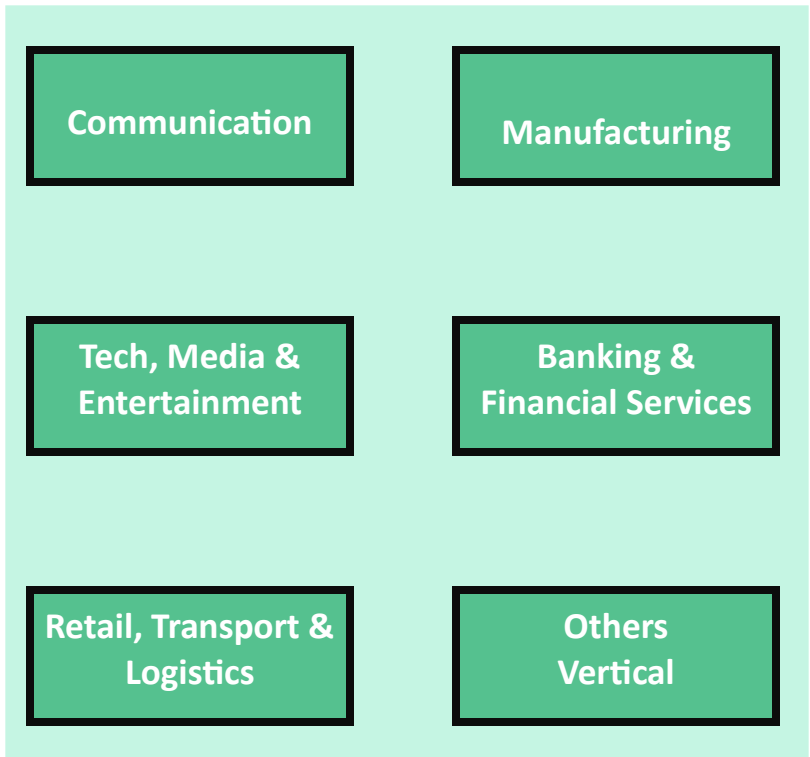 Communication
Manufacturing
Tech, Media &
Entertainment
Banking &
Financial Services
Retail, Transport &
Logistics
Others
Vertical